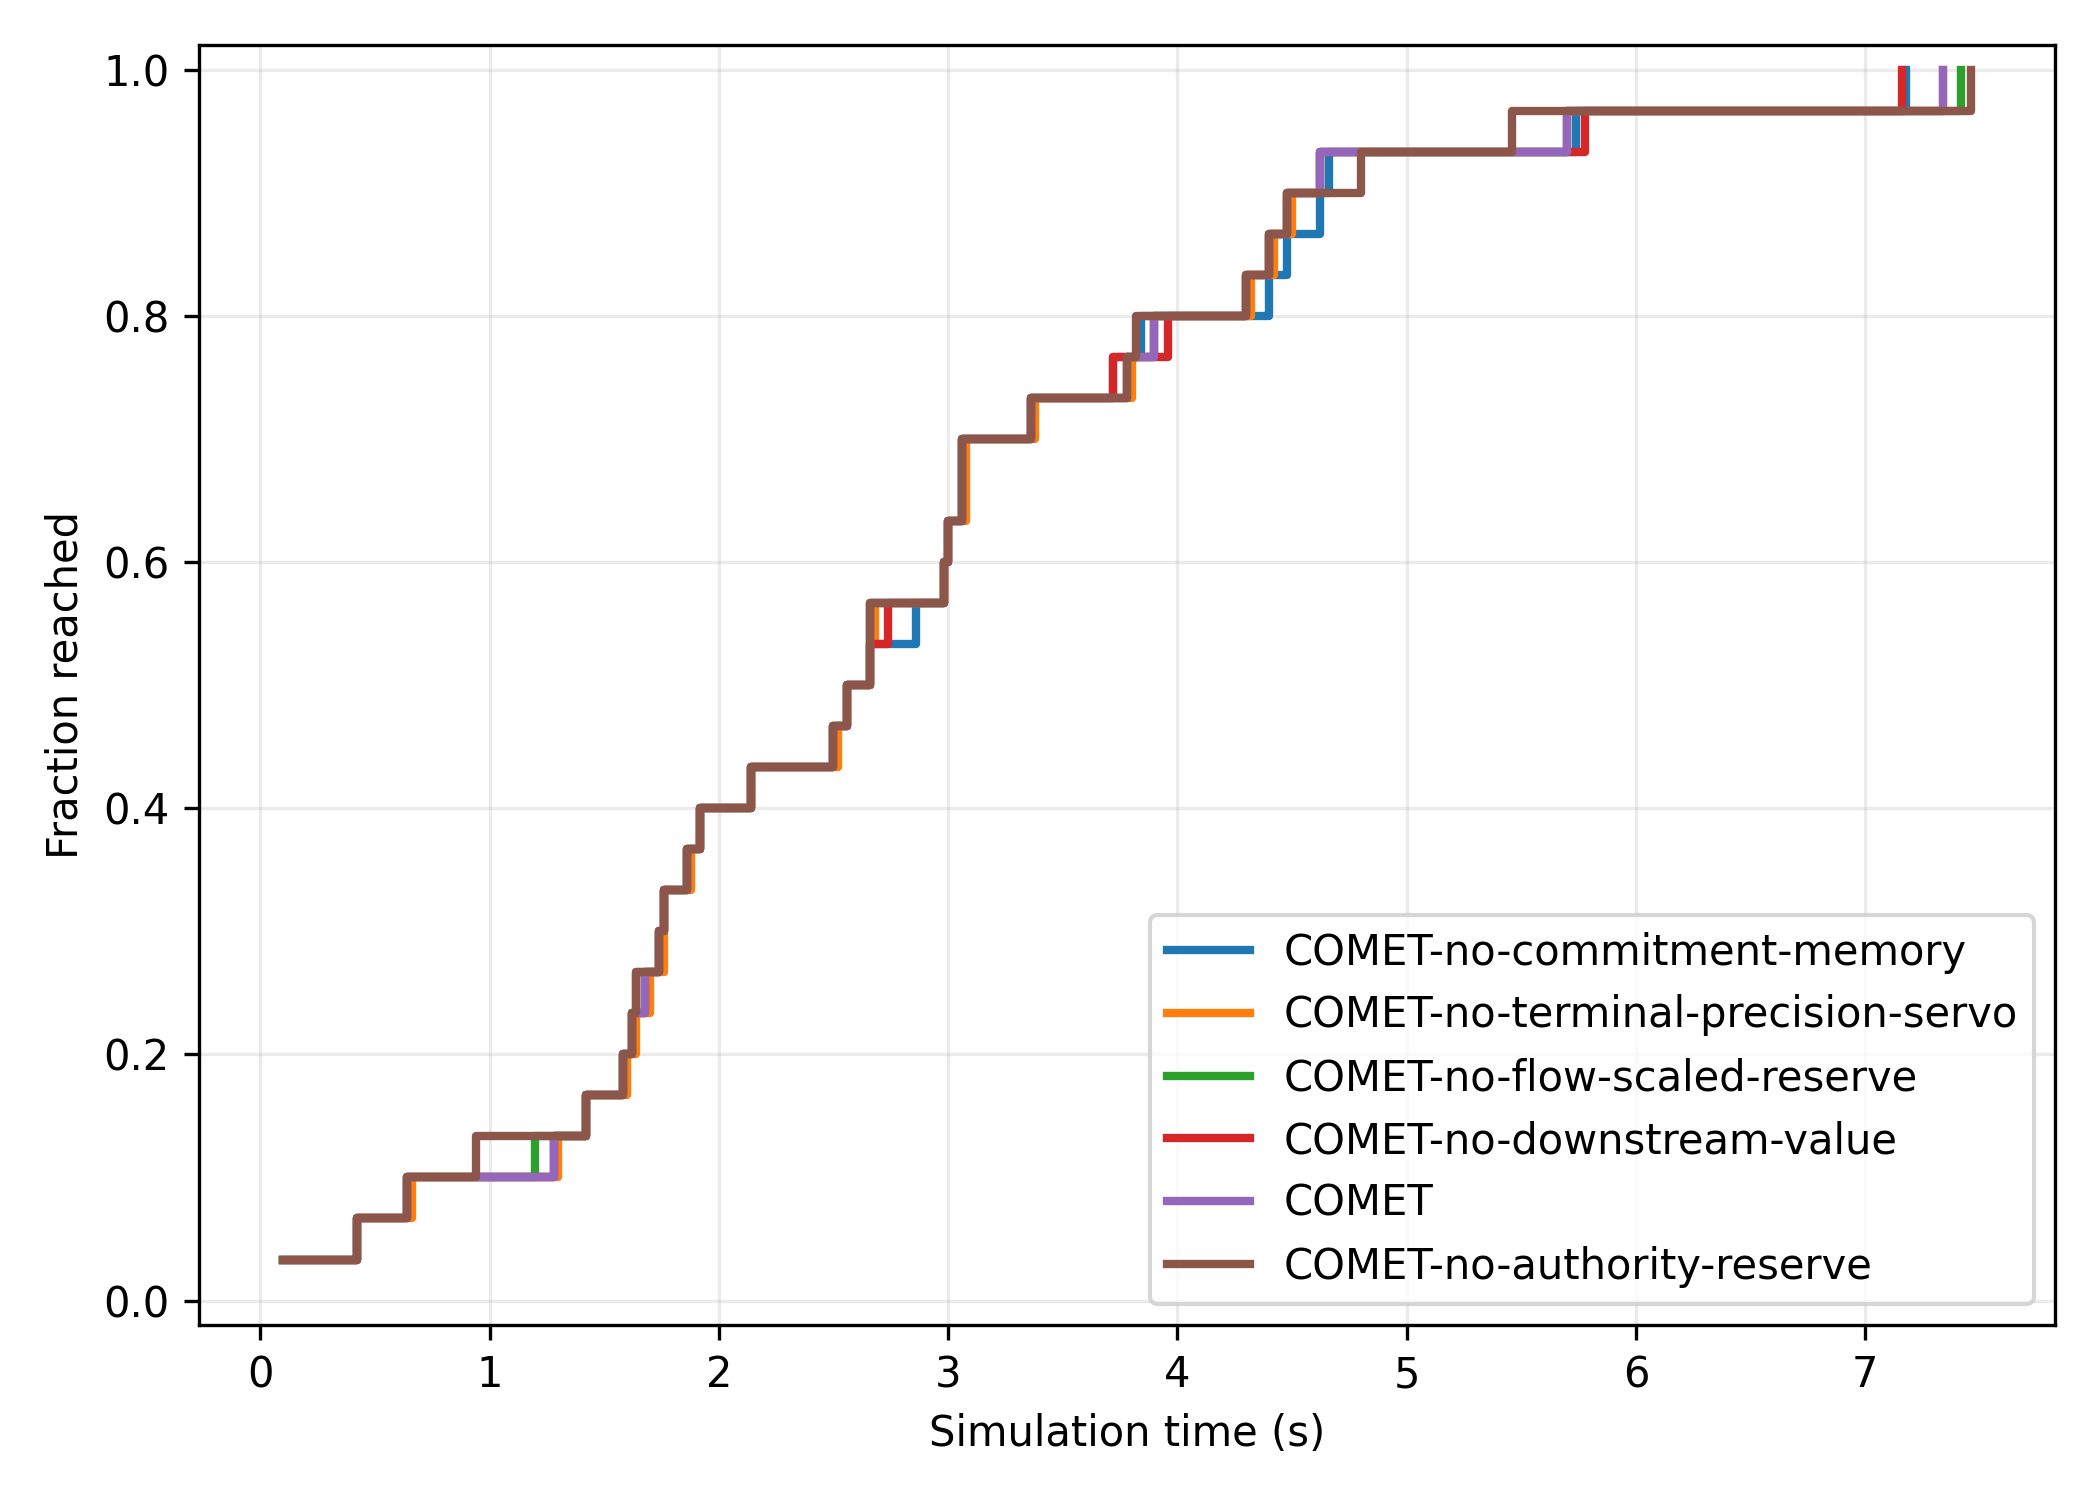 1.0
0.8
0.6
0.4
0.2
0.0
Fraction reached
COMET-no-commitment-memory
COMET-no-terminal-precision-servo
COMET-no-flow-scaled-reserve
COMET-no-downstream-value
COMET
COMET-no-authority-reserve
0 1 2 3 4 5 6 7
Simulation time (s)